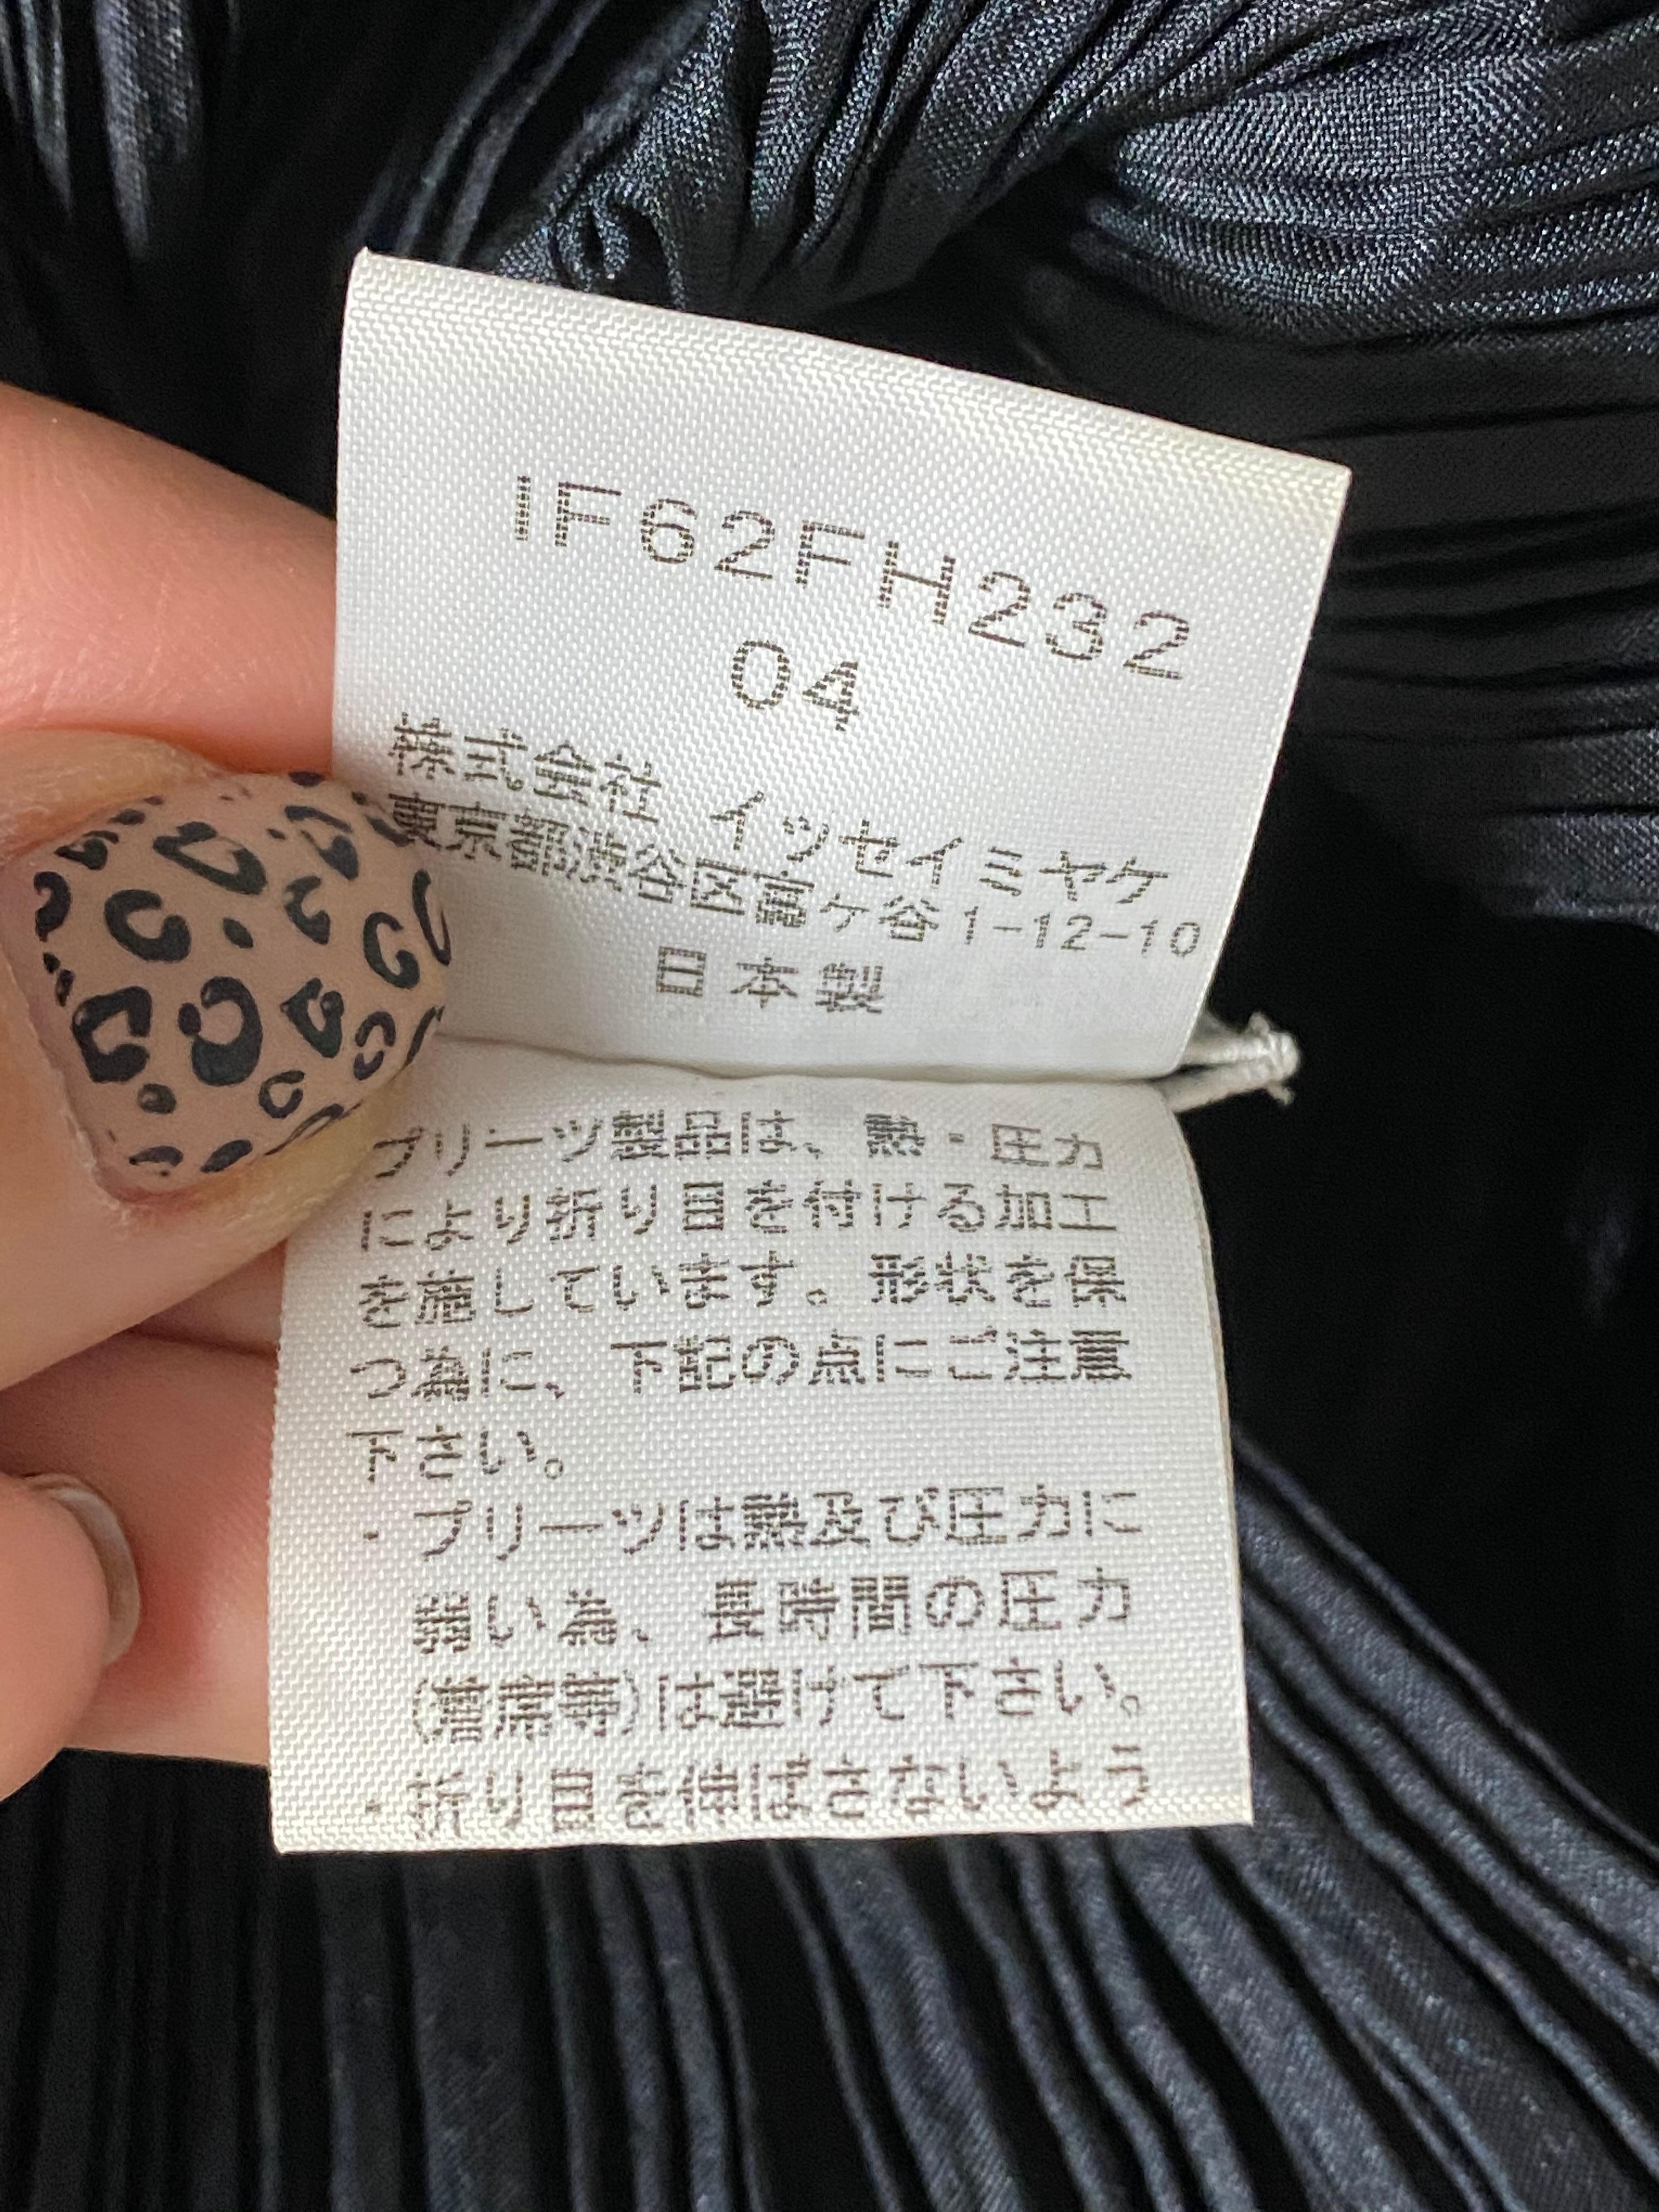 IF62FH232
04
株式会社 イッセイミヤケ
東京都渋谷区富ヶ谷1-12-10
日本製
プリーツ製品は、熱・圧力
により折り目を付ける加工
を施しています。形状を保
つ為に、下記の点にご注意
下さい。
・プリーツは熱及び圧力に
弱い為、長時間の圧力
(
)は避けて下さい。
・折り目を伸ばさないよう